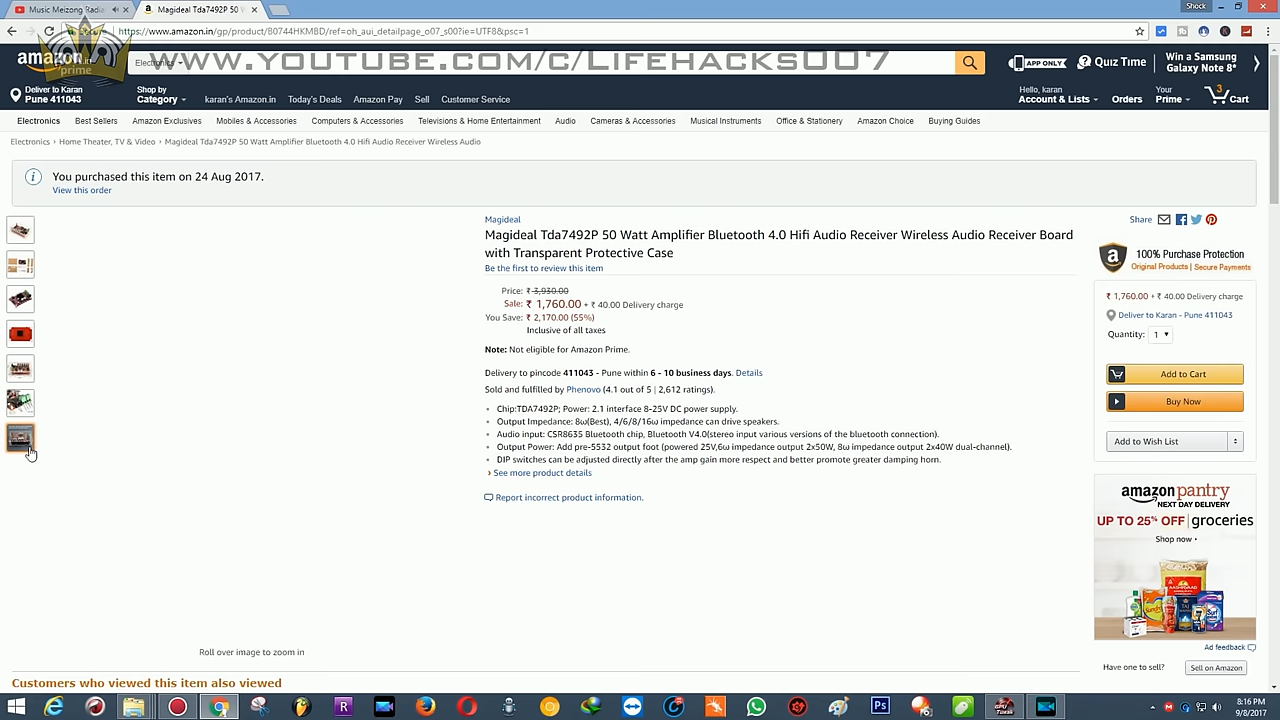 Music Meizong Radi
Magideal Tda7492P 50 W
Shock
https://www.amazon.in/gp/product/B0744HKMBD/ref=oh_aui_detailpage_o07_s00?ie=UTF8&psc=1
amazon.in
prime
Electronics
www.youtube.com/c/Lifehacks007
APP ONLY
Quiz Time
Win a Samsung
Galaxy Note 8*
Deliver to Karan
Pune 411043
Shop by
Category
karan's Amazon.in
Today's Deals
Amazon Pay
Sell
Customer Service
Hello, karan
Account & Lists
Orders
Your
Prime
3
Cart
Electronics
Best Sellers
Amazon Exclusives
Mobiles & Accessories
Computers & Accessories
Televisions & Home Entertainment
Audio
Cameras & Accessories
Musical Instruments
Office & Stationery
Amazon Choice
Buying Guides
Electronics › Home Theater, TV & Video › Magideal Tda7492P 50 Watt Amplifier Bluetooth 4.0 Hifi Audio Receiver Wireless Audio
You purchased this item on 24 Aug 2017.
View this order
Magideal
Magideal Tda7492P 50 Watt Amplifier Bluetooth 4.0 Hifi Audio Receiver Wireless Audio Receiver Board
with Transparent Protective Case
Be the first to review this item
Price: ₹ 3,930.00
Sale: ₹ 1,760.00 + ₹ 40.00 Delivery charge
You Save: ₹ 2,170.00 (55%)
Inclusive of all taxes
Note: Not eligible for Amazon Prime.
Delivery to pincode 411043 - Pune within 6 - 10 business days. Details
Sold and fulfilled by Phenovo (4.1 out of 5 | 2,612 ratings).
Chip:TDA7492P; Power: 2.1 interface 8-25V DC power supply.
Output Impedance: 8ω(Best), 4/6/8/16ω impedance can drive speakers.
Audio input: CSR8635 Bluetooth chip, Bluetooth V4.0(stereo input various versions of the bluetooth connection).
Output Power: Add pre-5532 output foot (powered 25V,6ω impedance output 2x50W, 8ω impedance output 2x40W dual-channel).
DIP switches can be adjusted directly after the amp gain more respect and better promote greater damping horn.
› See more product details
Report incorrect product information.
Roll over image to zoom in
Share
100% Purchase Protection
Original Products | Secure Payments
₹ 1,760.00 + ₹ 40.00 Delivery charge
Deliver to Karan - Pune 411043
Quantity: 1
Add to Cart
Buy Now
Add to Wish List
amazon pantry
NEXT DAY DELIVERY
UP TO 25% OFF | groceries
Shop now ›
Ad feedback
Have one to sell?
Sell on Amazon
Customers who viewed this item also viewed
8:16 PM
9/8/2017